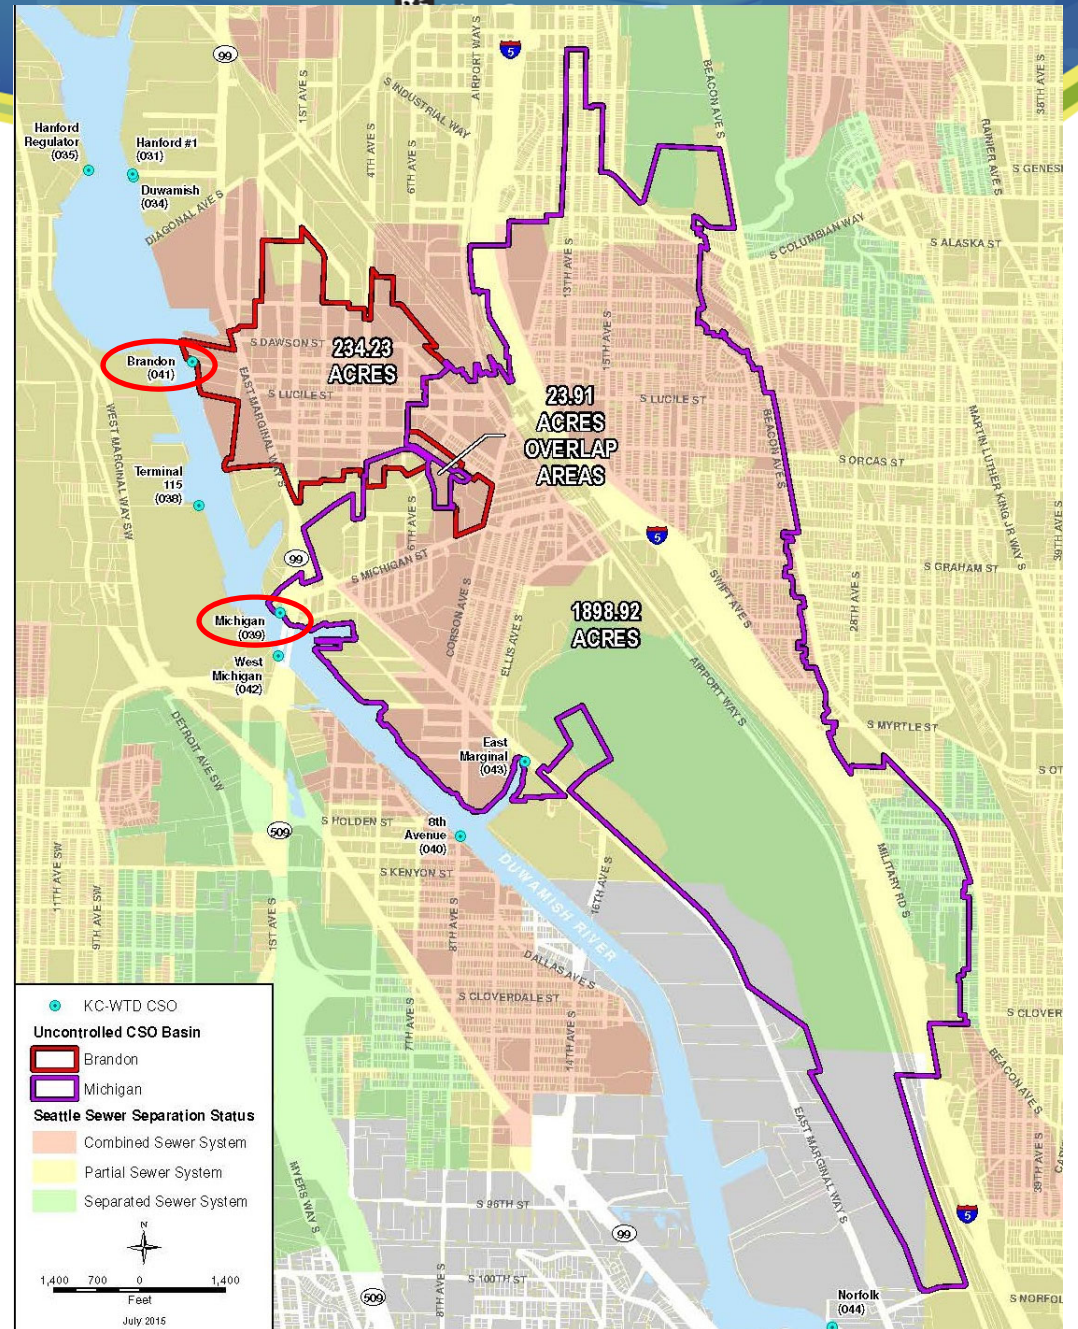 99
5
1ST AVE S
S INDUSTRIAL WAY
AIRPORT WAY S
4TH AVE S
6TH AVE S
BEACON AVE S
38TH AVE S
RAINIER AVE S
Hanford
Regulator
(035)
Hanford #1
(031)
Duwamish
(034)
DIAGONAL AVE S
S COLUMBIAN WAY
S ALASKA ST
13TH AVE S
15TH AVE S
S DAWSON ST
234.23
ACRES
Brandon
(041)
EAST MARGINAL WAY S
S LUCILE ST
23.91
ACRES
OVERLAP
AREAS
S LUCILE ST
BEACON AVE S
MARTIN LUTHER KING JR WAY S
WEST MARGINAL WAY SW
S ORCAS ST
Terminal
115
(038)
6TH AVE S
5
39TH AVE S
99
S MICHIGAN ST
S GRAHAM ST
SWIFT AVE S
28TH AVE S
Michigan
(039)
CORSON AVE S
ELLIS AVE S
1898.92
ACRES
West
Michigan
(042)
AIRPORT WAY S
DETROIT AVE SW
S MYRTLE ST
East
Marginal
(043)
509
S HOLDEN ST
8th
Avenue
(040)
S KENYON ST
11TH AVE SW
9TH AVE SW
1ST AVE S
8TH AVE S
DUWAMISH RIVER
16TH AVE S
MILITARY RD S
DALLAS AVE S
S CLOVERDALE ST
S CLOVER
7TH AVE S
14TH AVE S
BEACON AVE S
KC-WTD CSO
Uncontrolled CSO Basin
Brandon
Michigan
Seattle Sewer Separation Status
Combined Sewer System
Partial Sewer System
Separated Sewer System
N
1,400 700 0 1,400
Feet
July 2015
MYERS WAY S
EAST MARGINAL WAY S
39TH AVE S
S 96TH ST
99
5
8TH AVE S
S 100TH ST
509
Norfolk
(044)